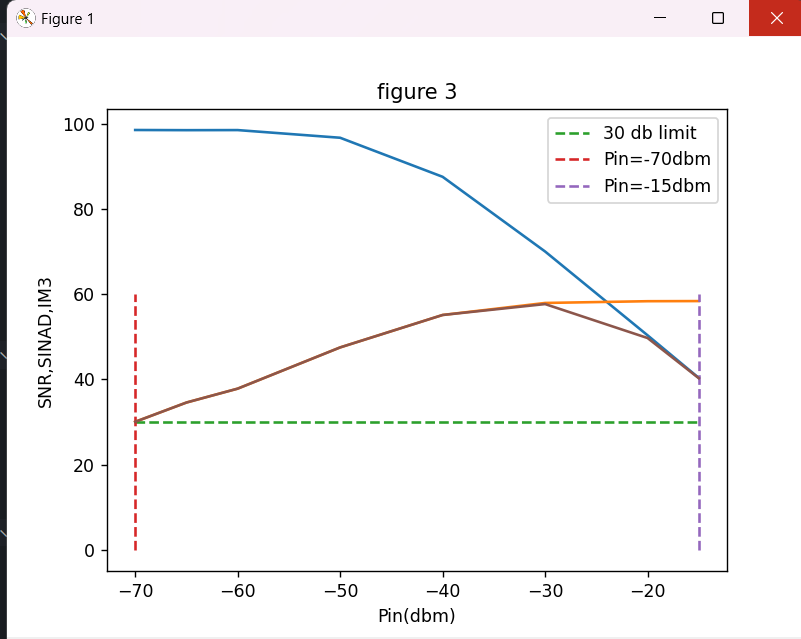 Figure 1
figure 3
100
80
60
40
20
0
SNR,SINAD,IM3
30 db limit
Pin=-70dbm
Pin=-15dbm
−70 −60 −50 −40 −30 −20
Pin(dbm)